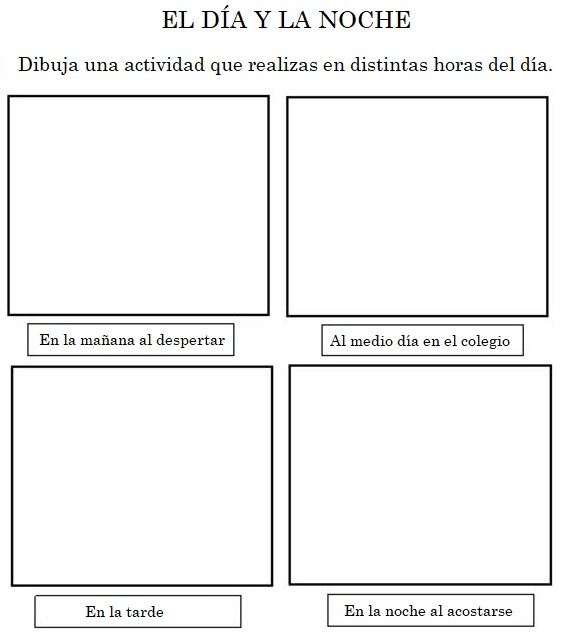 EL DÍA Y LA NOCHE
Dibuja una actividad que realizas en distintas horas del día.
En la mañana al despertar
Al medio día en el colegio
En la tarde
En la noche al acostarse